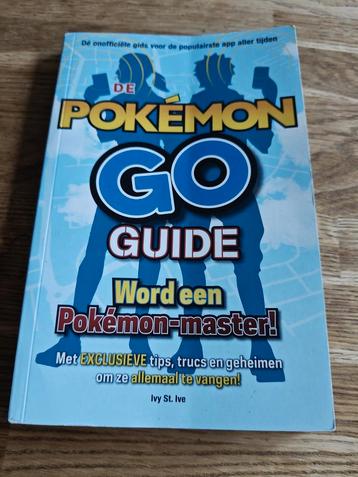 Dé onofficiële gids voor de populairste app aller tijden
DE
POKÉMON
GO
GUIDE
Word een
Pokémon-master!
Met EXCLUSIEVE tips, trucs en geheimen
om ze allemaal te vangen!
Ivy St. Ive